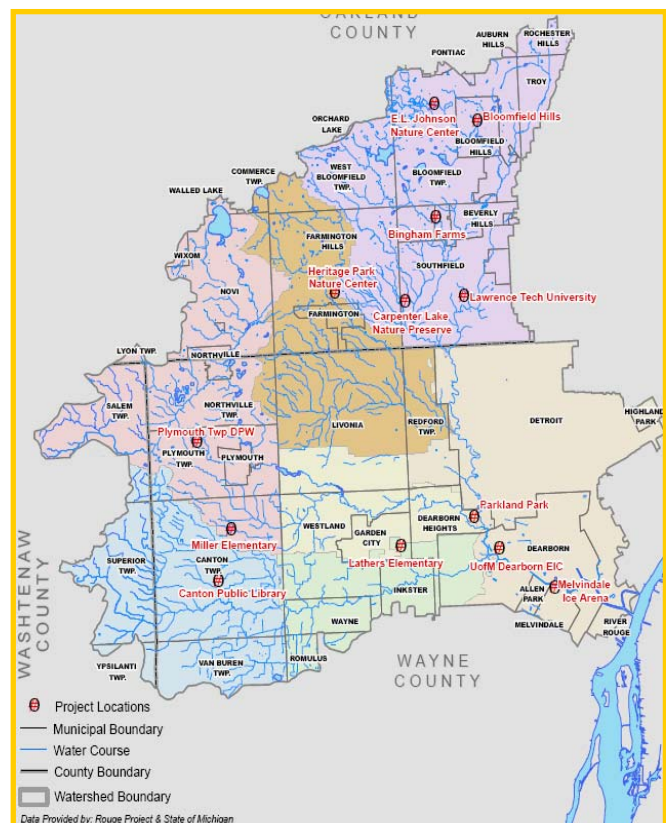 OAKLAND
COUNTY
AUBURN
HILLS
ROCHESTER
HILLS
PONTIAC
TROY
E.L. Johnson
Nature Center
Bloomfield Hills
ORCHARD
LAKE
BLOOMFIELD
HILLS
WEST
BLOOMFIELD
TWP.
BLOOMFIELD
TWP.
COMMERCE
TWP.
WALLED LAKE
BEVERLY
HILLS
Bingham Farms
FARMINGTON
HILLS
WIXOM
SOUTHFIELD
Heritage Park
Nature Center
NOVI
Lawrence Tech University
Carpenter Lake
Nature Preserve
FARMINGTON
LYON TWP.
NORTHVILLE
SALEM
TWP.
NORTHVILLE
TWP.
HIGHLAND
PARK
DETROIT
LIVONIA
REDFORD
TWP.
Plymouth Twp DPW
PLYMOUTH
TWP.
PLYMOUTH
Parkland Park
WESTLAND
DEARBORN
HEIGHTS
GARDEN
CITY
Miller Elementary
DEARBORN
UofM Dearborn EIC
Lathers Elementary
SUPERIOR
TWP.
CANTON
TWP.
Canton Public Library
INKSTER
ALLEN
PARK
Melvindale
Ice Arena
WASHTENAW
COUNTY
WAYNE
MELVINDALE
RIVER
ROUGE
ROMULUS
WAYNE
COUNTY
YPSILANTI
TWP.
VAN BUREN
TWP.
Project Locations
Municipal Boundary
Water Course
County Boundary
Watershed Boundary
Data Provided by: Rouge Project & State of Michigan